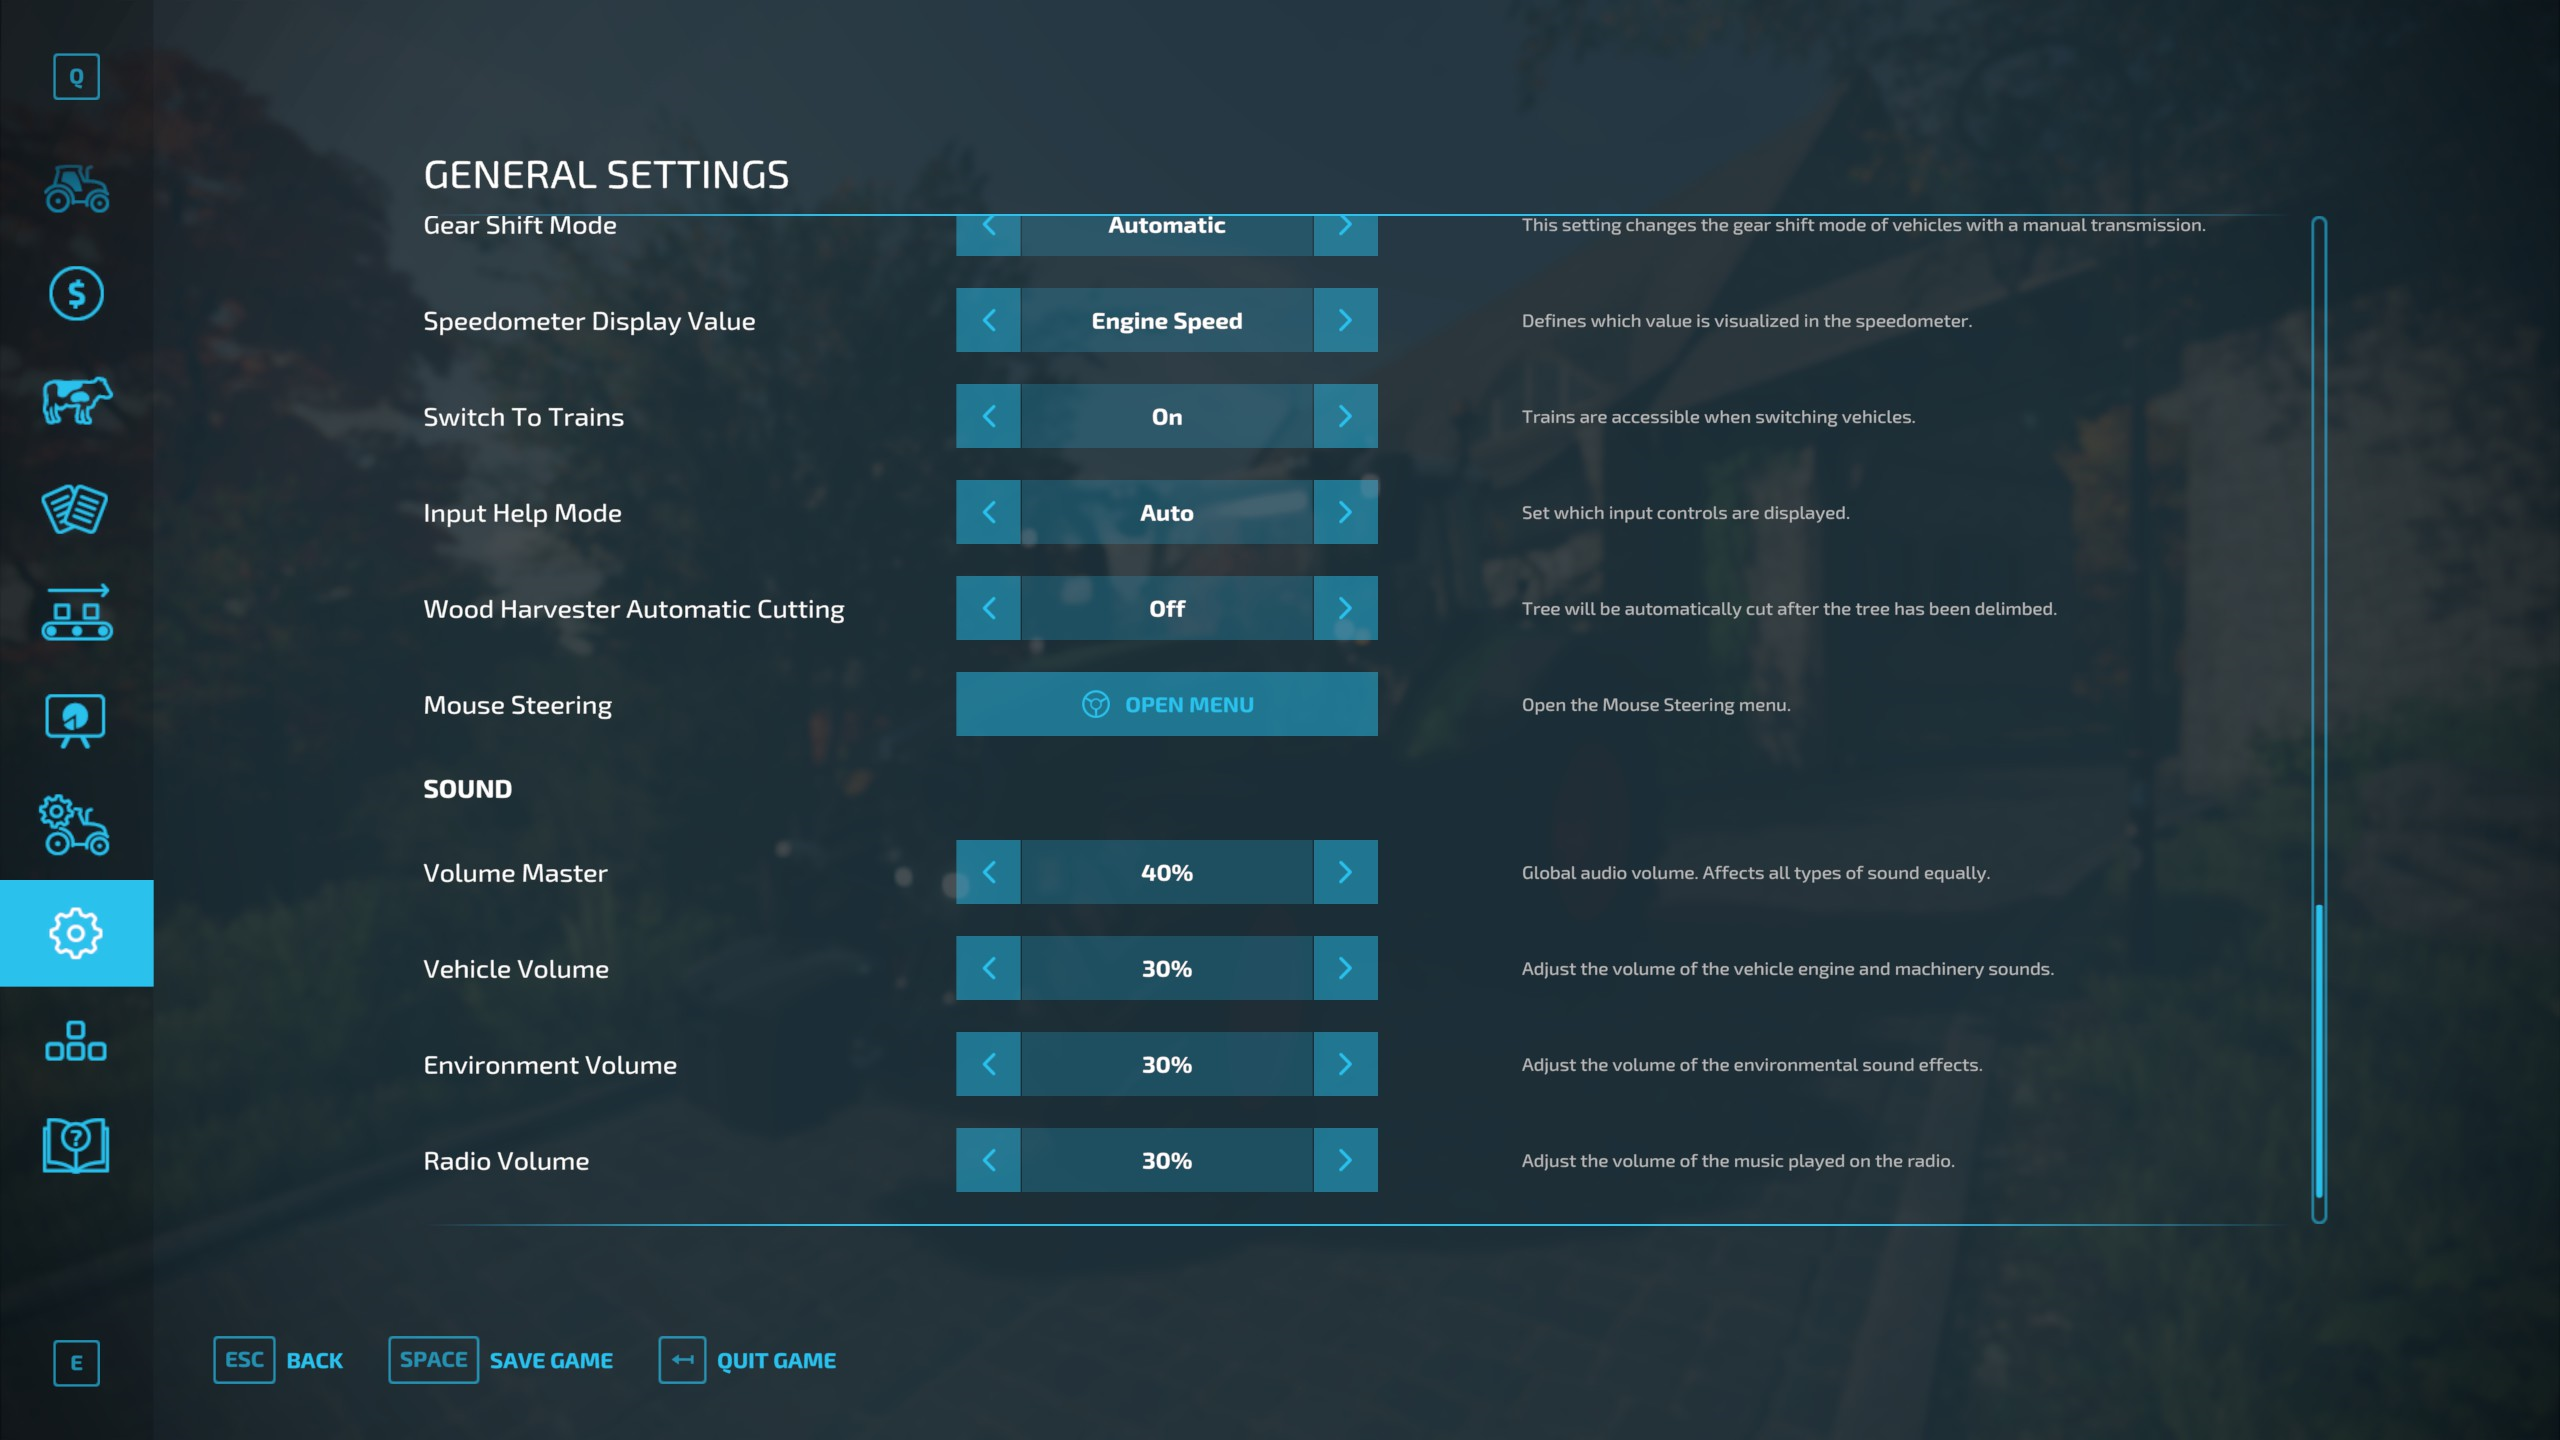 Q
GENERAL SETTINGS
Gear Shift Mode Automatic This setting changes the gear shift mode of vehicles with a manual transmission.
Speedometer Display Value Engine Speed Defines which value is visualized in the speedometer.
Switch To Trains On Trains are accessible when switching vehicles.
Input Help Mode Auto Set which input controls are displayed.
Wood Harvester Automatic Cutting Off Tree will be automatically cut after the tree has been delimbed.
Mouse Steering OPEN MENU Open the Mouse Steering menu.
SOUND
Volume Master 40% Global audio volume. Affects all types of sound equally.
Vehicle Volume 30% Adjust the volume of the vehicle engine and machinery sounds.
Environment Volume 30% Adjust the volume of the environmental sound effects.
Radio Volume 30% Adjust the volume of the music played on the radio.
E ESC BACK SPACE SAVE GAME QUIT GAME